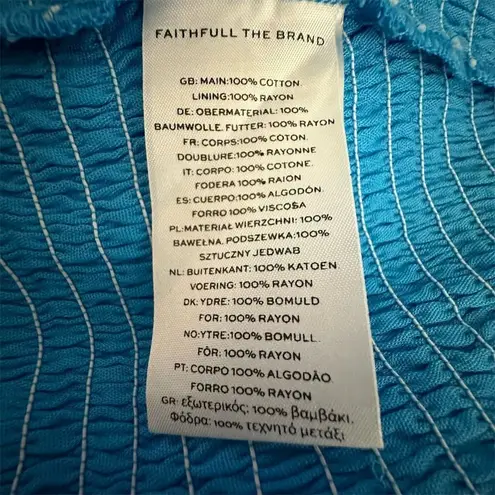 FAITHFULL THE BRAND
GB: MAIN:100% COTTON.
LINING:100% RAYON
DE: OBERMATERIAL: 100%
BAUMWOLLE. FUTTER: 100% RAYON
FR: CORPS:100% COTON.
DOUBLURE:100% RAYONNE
IT: CORPO: 100% COTONE.
FODERA 100% RAION
ES: CUERPO:100% ALGODÓN.
FORRO 100% VISCOSA
PL:MATERIAŁ WIERZCHNI: 100%
BAWEŁNA. PODSZEWKA:100%
SZTUCZNY JEDWAB
NL: BUITENKANT: 100% KATOEN.
VOERING: 100% RAYON
DK: YDRE: 100% BOMULD
FOR: 100% RAYON
NO:YTRE:100% BOMULL.
FÔR: 100% RAYON
PT: CORPO 100% ALGODÃO.
FORRO 100% RAYON
GR: εξωτερικός: 100% βαμβάκι.
Φόδρα: 100% τεχνητό μετάξι